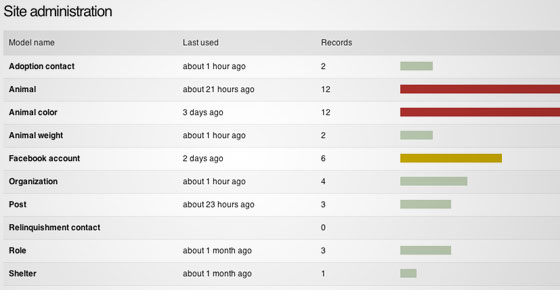 Site administration
Model name Last used Records
Adoption contact about 1 hour ago 2
Animal about 21 hours ago 12
Animal color 3 days ago 12
Animal weight about 1 hour ago 2
Facebook account 2 days ago 6
Organization about 1 hour ago 4
Post about 23 hours ago 3
Relinquishment contact 0
Role about 1 month ago 3
Shelter about 1 month ago 1